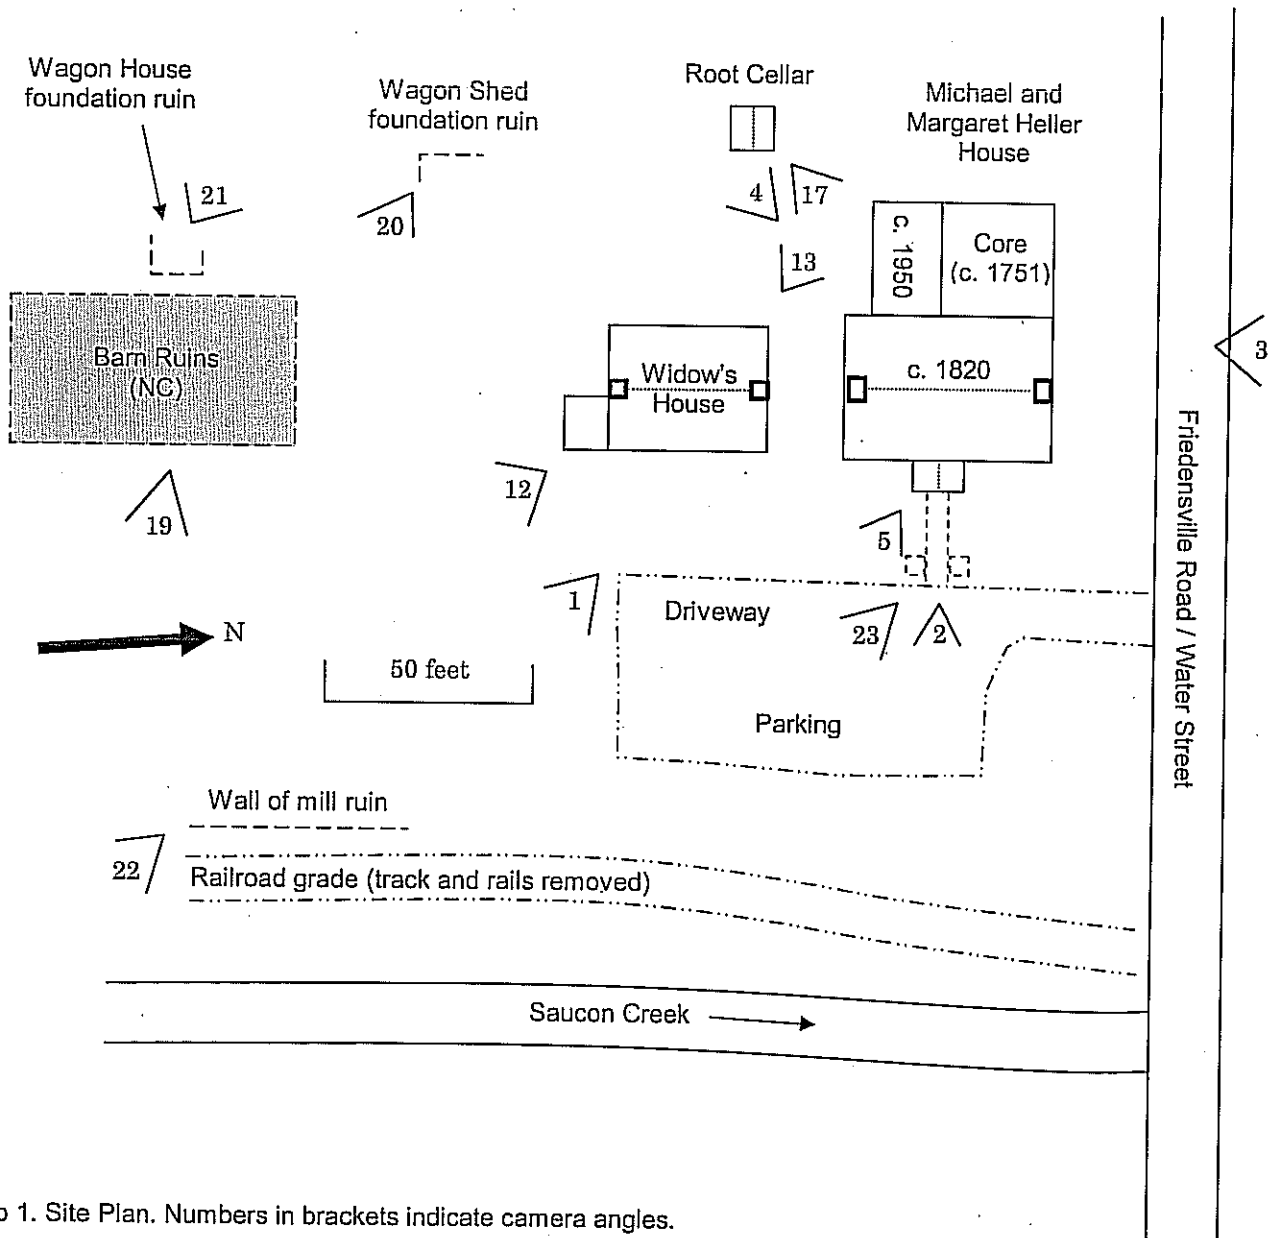 Wagon House
foundation ruin
Wagon Shed
foundation ruin
Root Cellar
Michael and
Margaret Heller
House
21
20
4
17
13
c. 1950
Core
(c. 1751)
Barn Ruins
(NC)
Widow's
House
c. 1820
3
12
19
5
1
Driveway
23
2
N
50 feet
Parking
Friedensville Road / Water Street
Wall of mill ruin
22
Railroad grade (track and rails removed)
Saucon Creek
1. Site Plan. Numbers in brackets indicate camera angles.